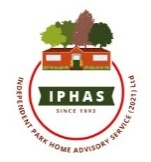 IPHAS
SINCE 1993
INDEPENDENT PARK HOME ADVISORY SERVICE (2021) Ltd